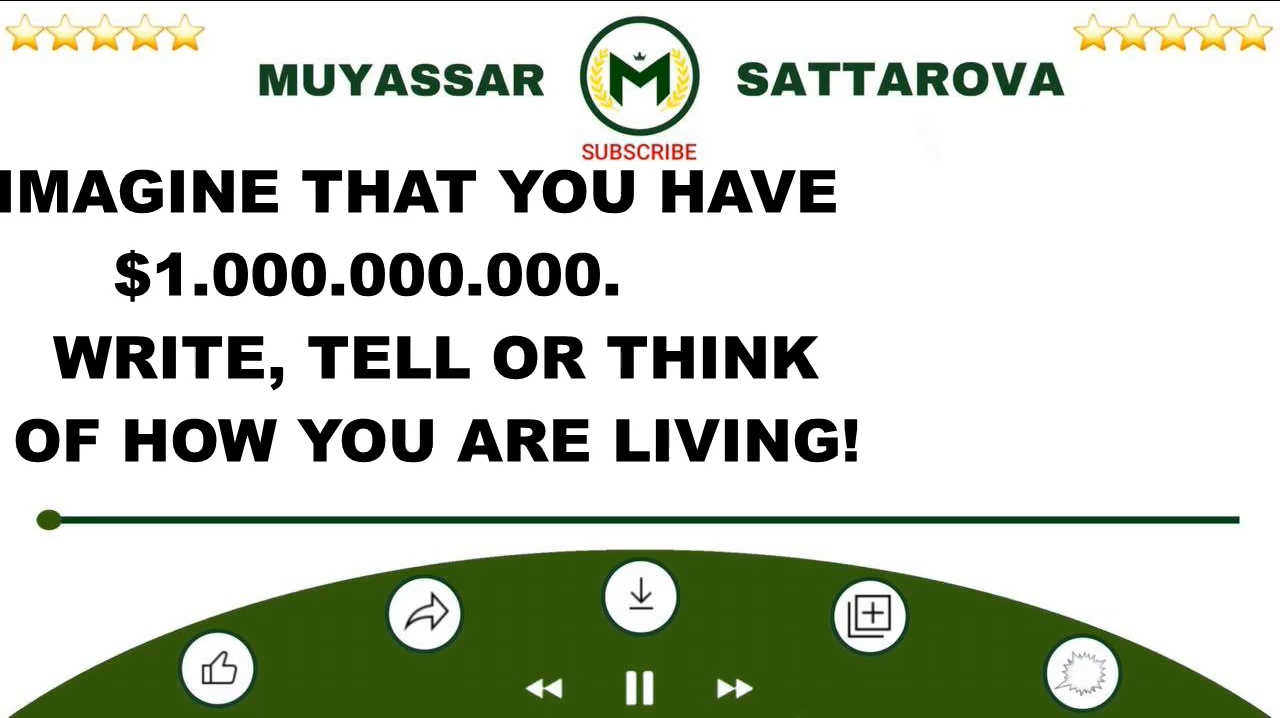 MUYASSAR M SATTAROVA
SUBSCRIBE
IMAGINE THAT YOU HAVE
$1.000.000.000.
WRITE, TELL OR THINK
OF HOW YOU ARE LIVING!